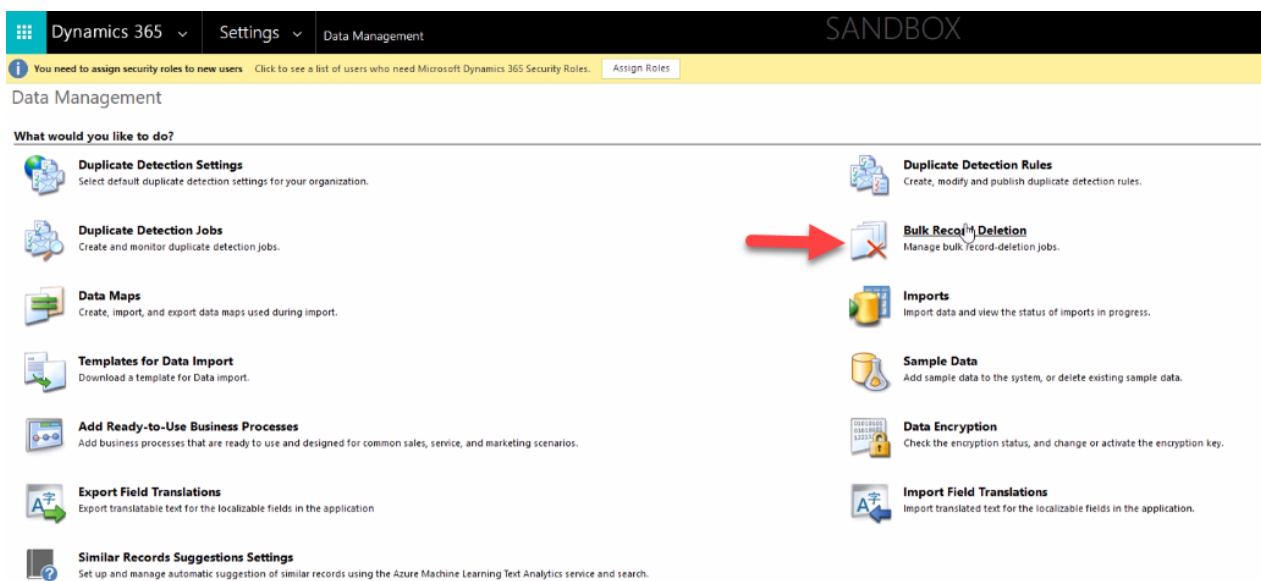 Dynamics 365 Settings Data Management SANDBOX
You need to assign security roles to new users Click to see a list of users who need Microsoft Dynamics 365 Security Roles. Assign Roles
Data Management
What would you like to do?
Duplicate Detection Settings
Select default duplicate detection settings for your organization.
Duplicate Detection Rules
Create, modify and publish duplicate detection rules.
Duplicate Detection Jobs
Create and monitor duplicate detection jobs.
Bulk Record Deletion
Manage bulk record-deletion jobs.
Data Maps
Create, import, and export data maps used during import.
Imports
Import data and view the status of imports in progress.
Templates for Data Import
Download a template for Data import.
Sample Data
Add sample data to the system, or delete existing sample data.
Add Ready-to-Use Business Processes
Add business processes that are ready to use and designed for common sales, service, and marketing scenarios.
Data Encryption
Check the encryption status, and change or activate the encryption key.
Export Field Translations
Export translatable text for the localizable fields in the application
Import Field Translations
Import translated text for the localizable fields in the application.
Similar Records Suggestions Settings
Set up and manage automatic suggestion of similar records using the Azure Machine Learning Text Analytics service and search.